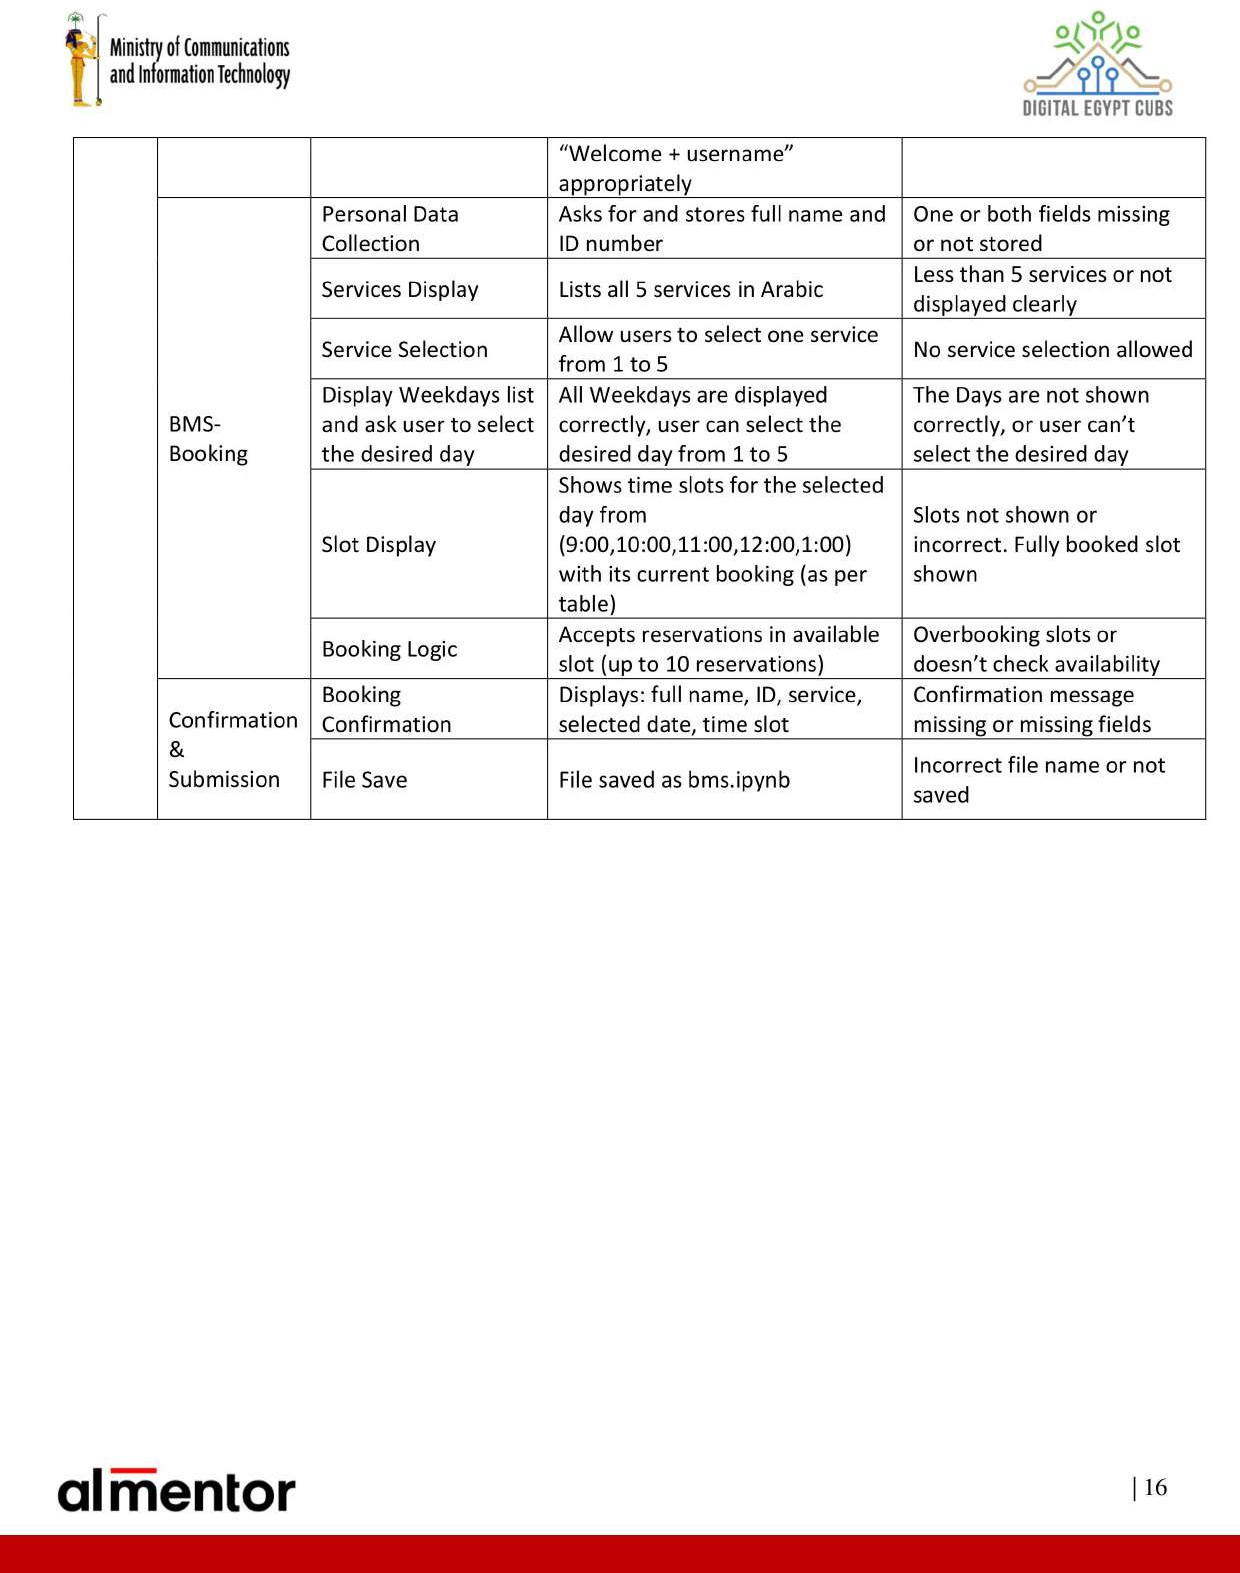 Ministry of Communications
and Information Technology
DIGITAL EGYPT CUBS
“Welcome + username”
appropriately
BMS-
Booking
Personal Data
Collection
Asks for and stores full name and
ID number
One or both fields missing
or not stored
Services Display
Lists all 5 services in Arabic
Less than 5 services or not
displayed clearly
Service Selection
Allow users to select one service
from 1 to 5
No service selection allowed
Display Weekdays list
and ask user to select
the desired day
All Weekdays are displayed
correctly, user can select the
desired day from 1 to 5
The Days are not shown
correctly, or user can’t
select the desired day
Slot Display
Shows time slots for the selected
day from
(9:00,10:00,11:00,12:00,1:00)
with its current booking (as per
table)
Slots not shown or
incorrect. Fully booked slot
shown
Booking Logic
Accepts reservations in available
slot (up to 10 reservations)
Overbooking slots or
doesn’t check availability
Confirmation
&
Submission
Booking
Confirmation
Displays: full name, ID, service,
selected date, time slot
Confirmation message
missing or missing fields
File Save
File saved as bms.ipynb
Incorrect file name or not
saved
almentor
| 16